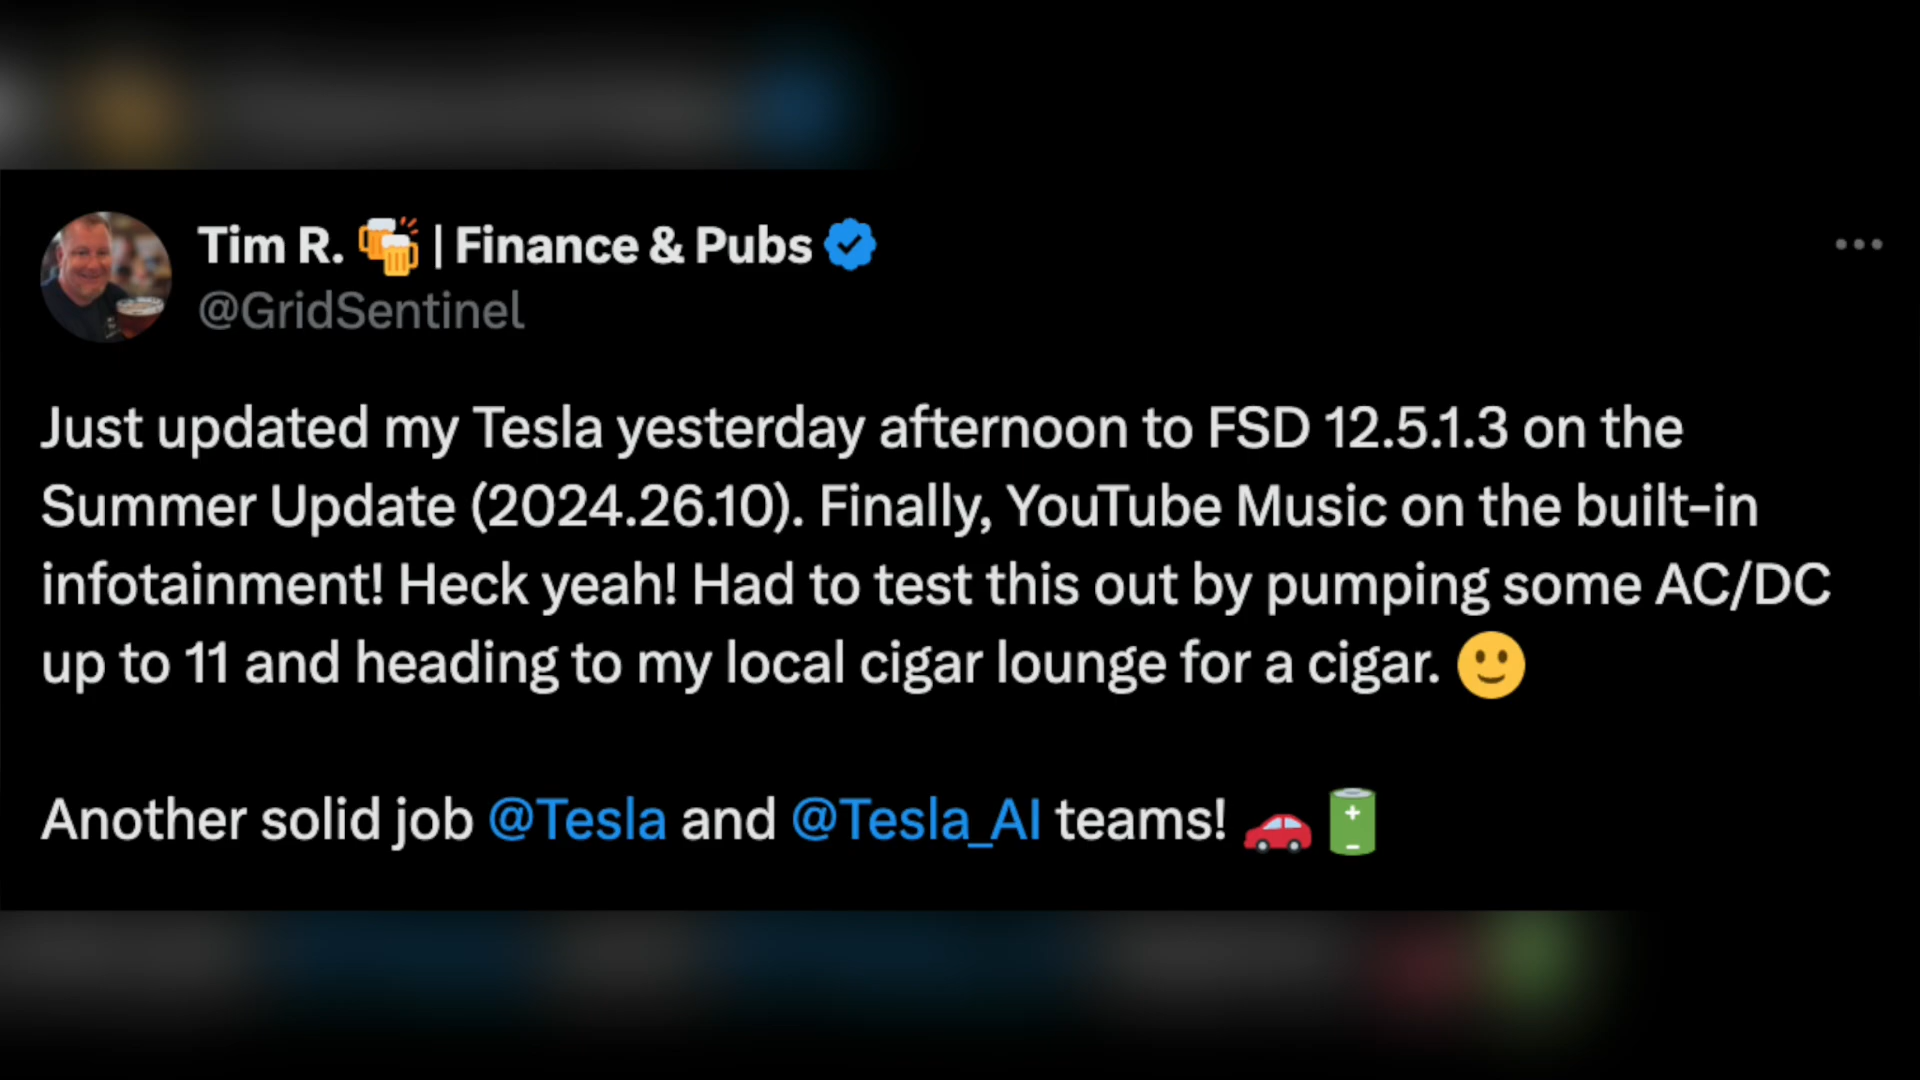 Tim R. 🍻 | Finance & Pubs
@GridSentinel
Just updated my Tesla yesterday afternoon to FSD 12.5.1.3 on the
Summer Update (2024.26.10). Finally, YouTube Music on the built-in
infotainment! Heck yeah! Had to test this out by pumping some AC/DC
up to 11 and heading to my local cigar lounge for a cigar. 🙂
Another solid job @Tesla and @Tesla_AI teams! 🚗🔋